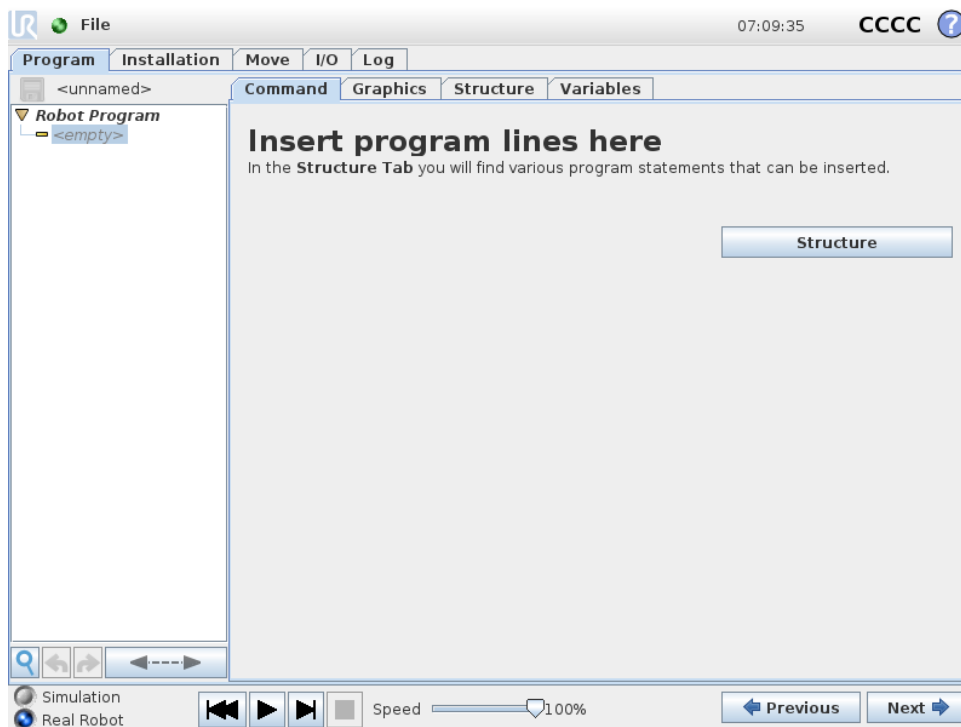 UR File 07:09:35 CCCC ?
Program Installation Move I/O Log
<unnamed> Command Graphics Structure Variables
Robot Program
<empty>
Insert program lines here
In the Structure Tab you will find various program statements that can be inserted.
Structure
Simulation
Real Robot
Speed 100%
Previous Next